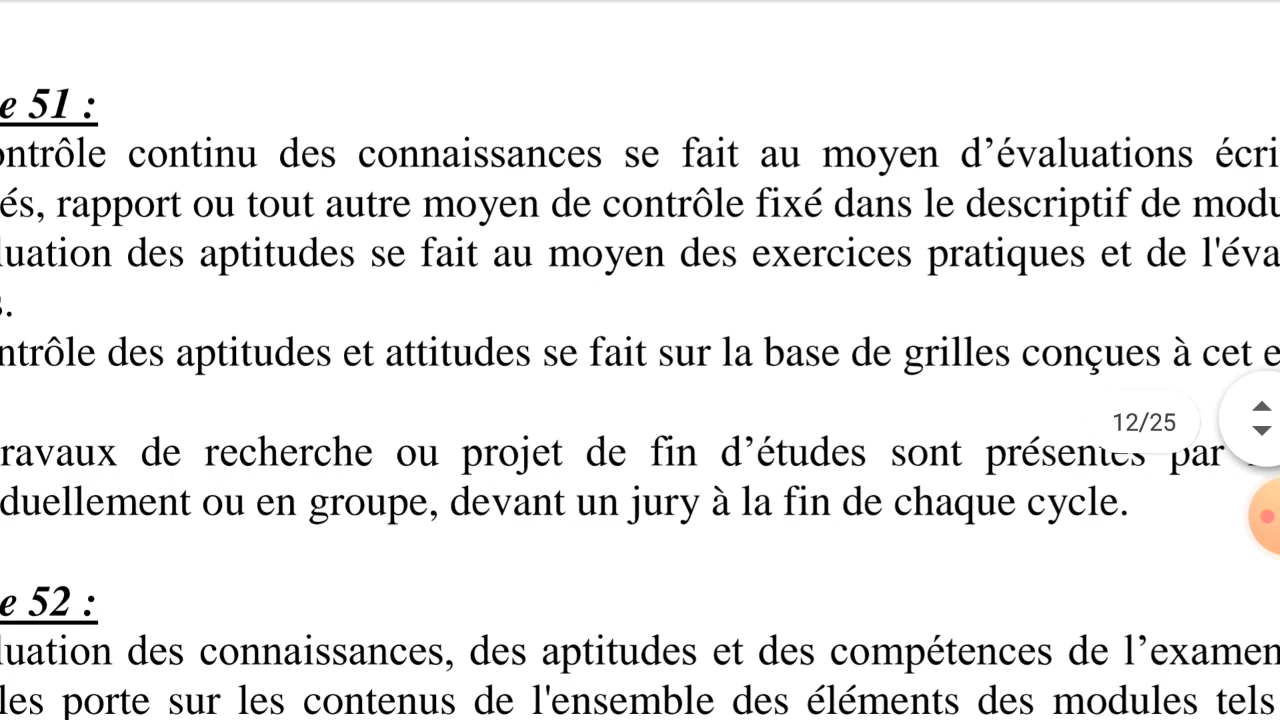 e 51 :
ontrôle continu des connaissances se fait au moyen d’évaluations écri
és, rapport ou tout autre moyen de contrôle fixé dans le descriptif de modu
luation des aptitudes se fait au moyen des exercices pratiques et de l'éva
s.
ntrôle des aptitudes et attitudes se fait sur la base de grilles conçues à cet e
12/25
ravaux de recherche ou projet de fin d’études sont présentés par
duellement ou en groupe, devant un jury à la fin de chaque cycle.
e 52 :
luation des connaissances, des aptitudes et des compétences de l’examen
les porte sur les contenus de l'ensemble des éléments des modules tels